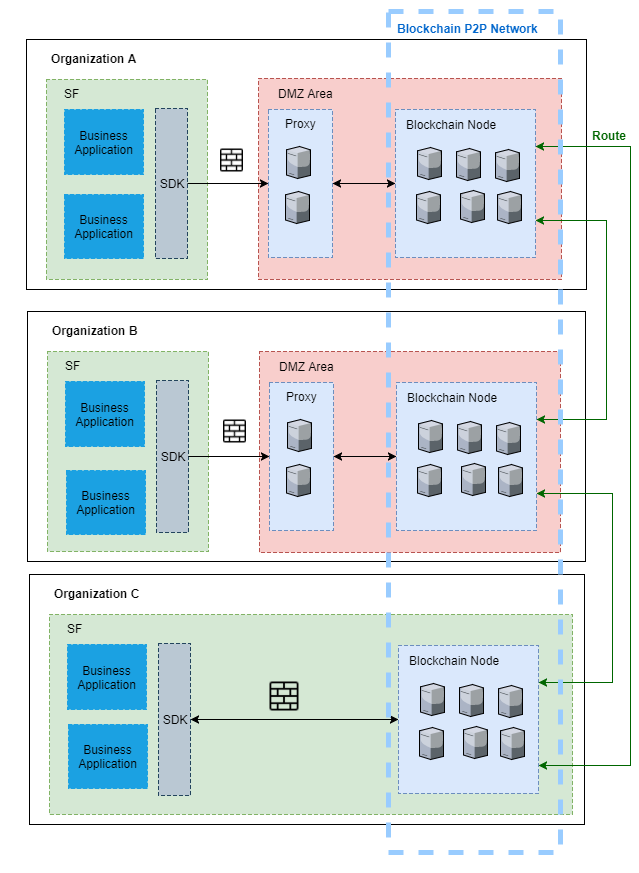 Blockchain P2P Network
Organization A
SF
Business
Application
Business
Application
SDK
DMZ Area
Proxy
Blockchain Node
Route
Organization B
SF
Business
Application
Business
Application
SDK
DMZ Area
Proxy
Blockchain Node
Organization C
SF
Business
Application
Business
Application
SDK
Blockchain Node